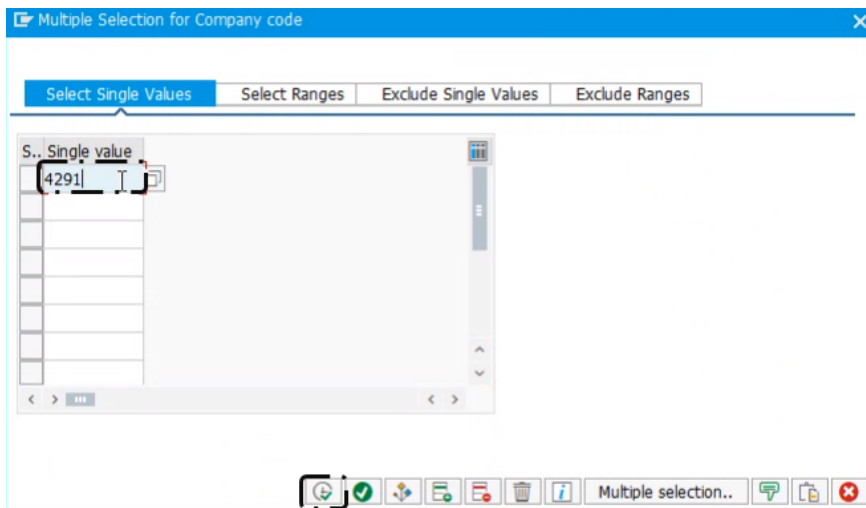 Multiple Selection for Company code
Select Single Values Select Ranges Exclude Single Values Exclude Ranges
S.. Single value
4291
Multiple selection..